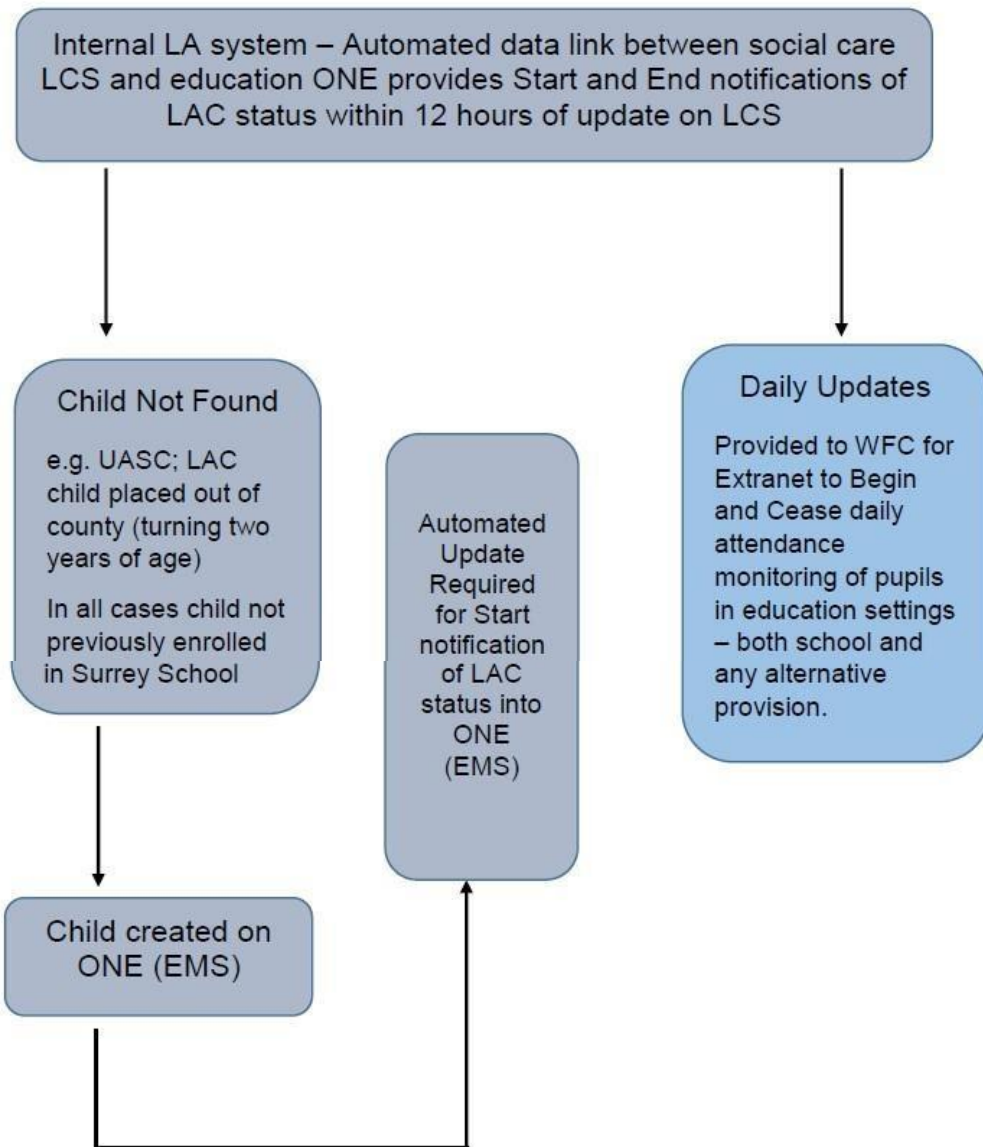 Internal LA system – Automated data link between social care
LCS and education ONE provides Start and End notifications of
LAC status within 12 hours of update on LCS
Child Not Found
e.g. UASC; LAC
child placed out of
county (turning two
years of age)
In all cases child not
previously enrolled
in Surrey School
Child created on
ONE (EMS)
Automated
Update
Required
for Start
notification
of LAC
status into
ONE
(EMS)
Daily Updates
Provided to WFC for
Extranet to Begin
and Cease daily
attendance
monitoring of pupils
in education settings
– both school and
any alternative
provision.